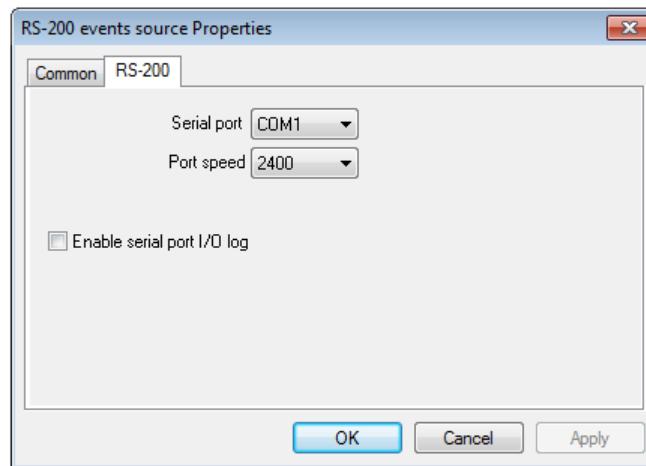 RS-200 events source Properties
Common RS-200
Serial port COM1
Port speed 2400
Enable serial port I/O log
OK Cancel Apply